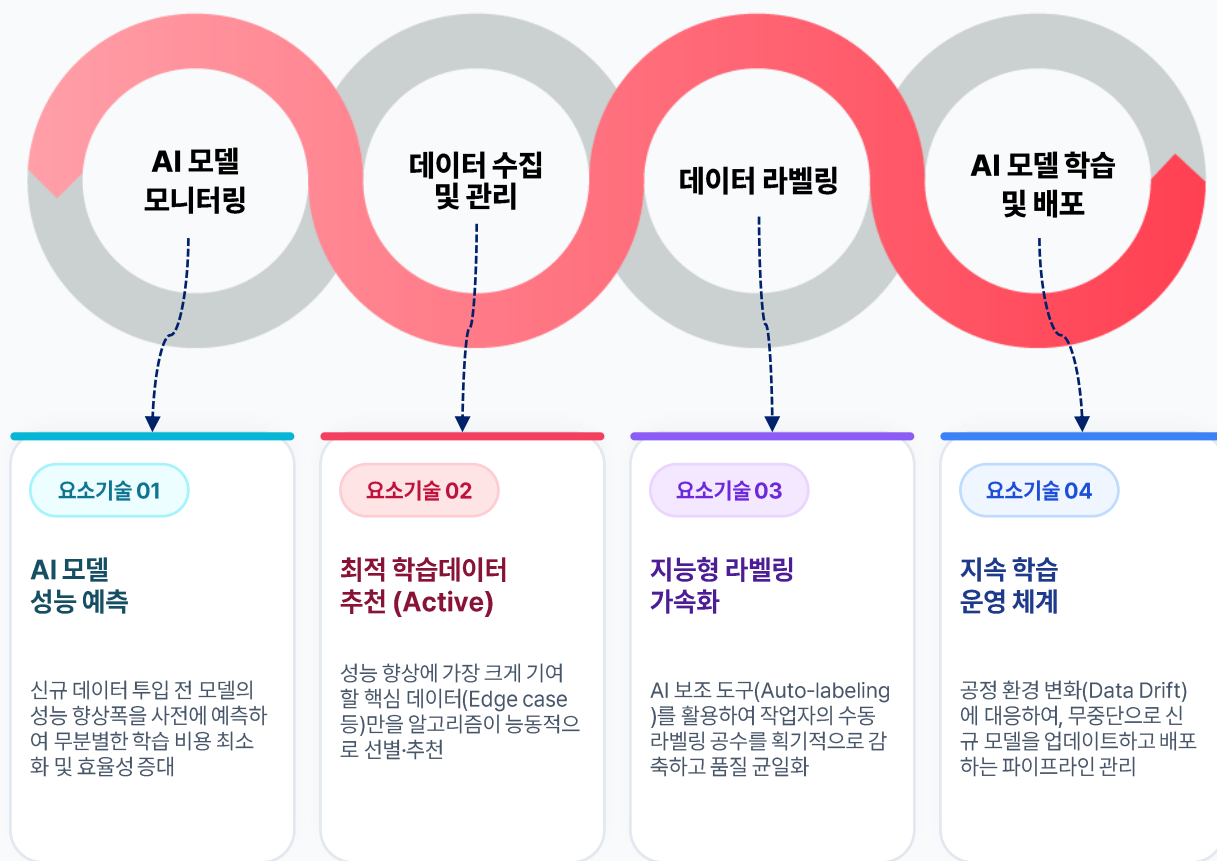 AI 모델
모니터링
데이터 수집
및 관리
데이터 라벨링
AI 모델 학습
및 배포
요소기술 01
AI 모델
성능 예측
신규 데이터 투입 전 모델의
성능 향상폭을 사전에 예측하
여 무분별한 학습 비용 최소
화 및 효율성 증대
요소기술 02
최적 학습데이터
추천 (Active)
성능 향상에 가장 크게 기여
할 핵심 데이터(Edge case
등)만을 알고리즘이 능동적으
로 선별·추천
요소기술 03
지능형 라벨링
가속화
AI 보조 도구(Auto-labeling
)를 활용하여 작업자의 수동
라벨링 공수를 획기적으로 감
축하고 품질 균일화
요소기술 04
지속 학습
운영 체계
공정 환경 변화(Data Drift)
에 대응하여, 무중단으로 신
규 모델을 업데이트하고 배포
하는 파이프라인 관리